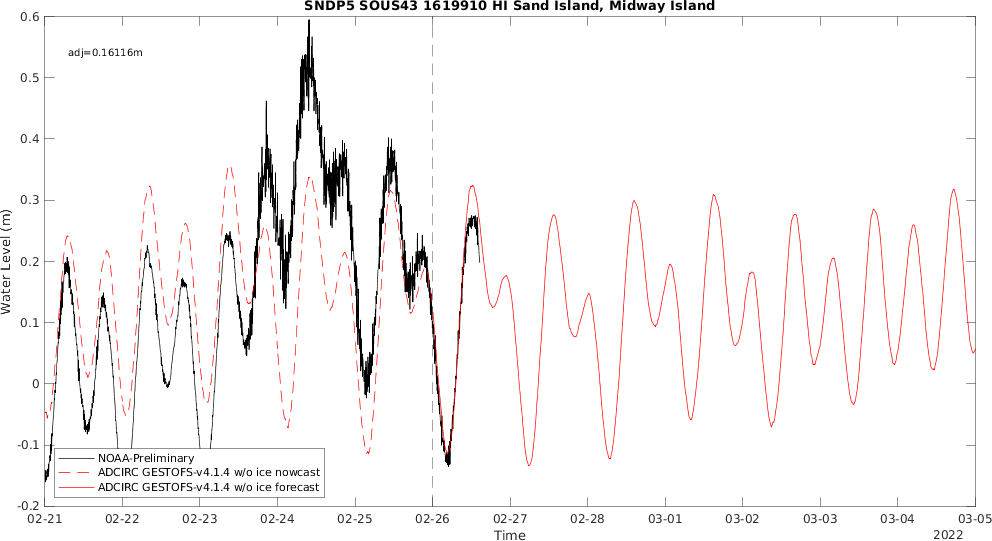 SNDP5 SOUS43 1619910 HI Sand Island, Midway Island
adj=0.16116m
Water Level (m)
0.6
0.5
0.4
0.3
0.2
0.1
0
-0.1
-0.2
NOAA-Preliminary
ADCIRC GESTOFS-v4.1.4 w/o ice nowcast
ADCIRC GESTOFS-v4.1.4 w/o ice forecast
02-21 02-22 02-23 02-24 02-25 02-26 02-27 02-28 03-01 03-02 03-03 03-04 03-05
Time
2022